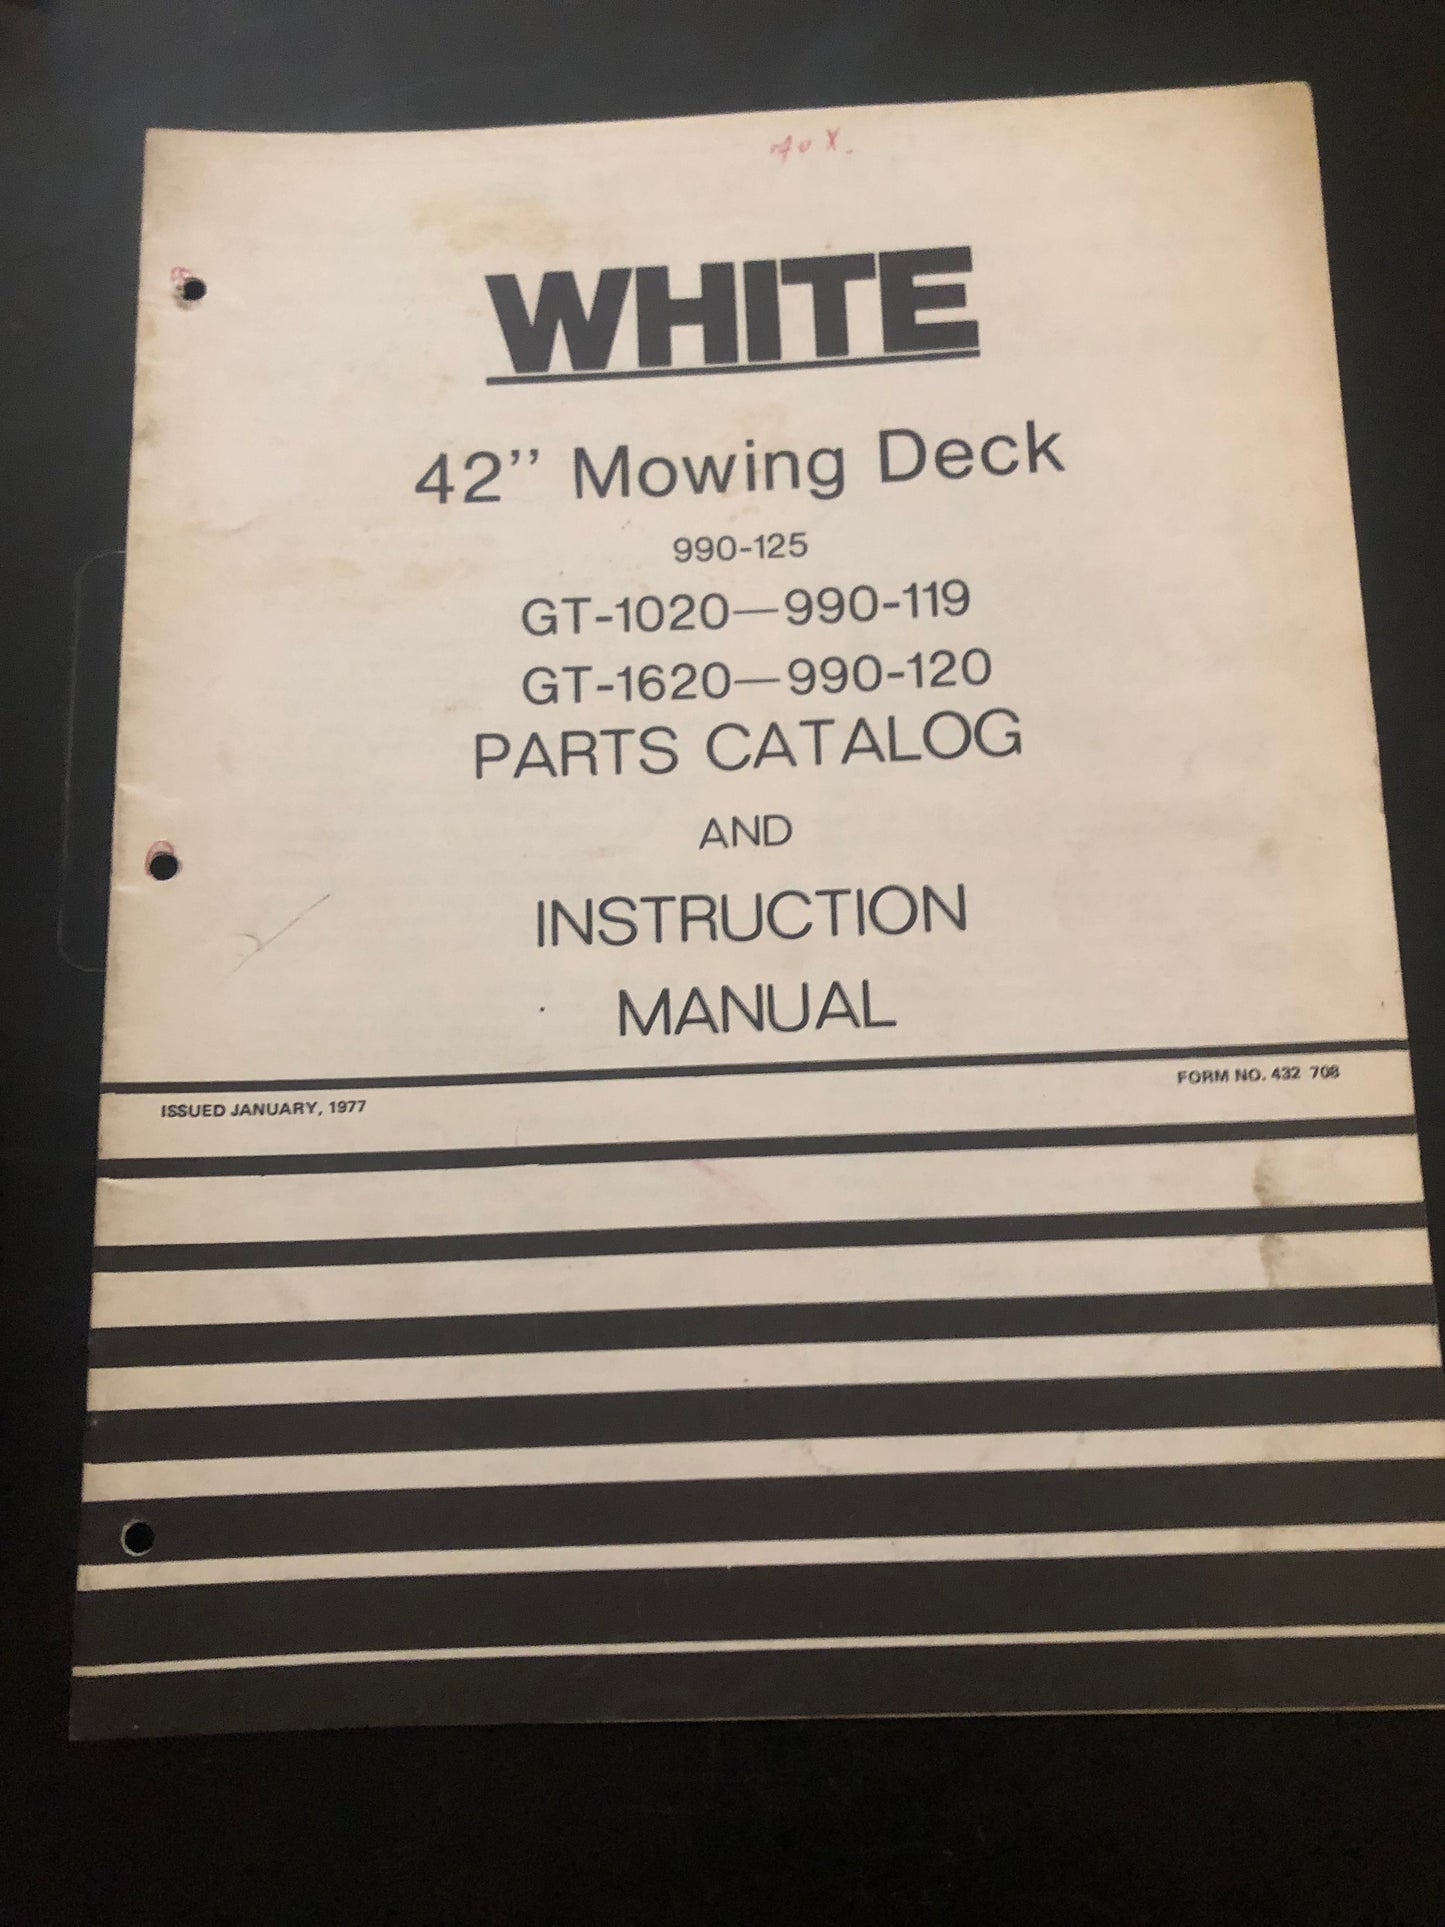 WHITE
42" Mowing Deck
990-125
GT-1020—990-119
GT-1620—990-120
PARTS CATALOG
AND
INSTRUCTION
MANUAL
FORM NO. 432 708
ISSUED JANUARY, 1977